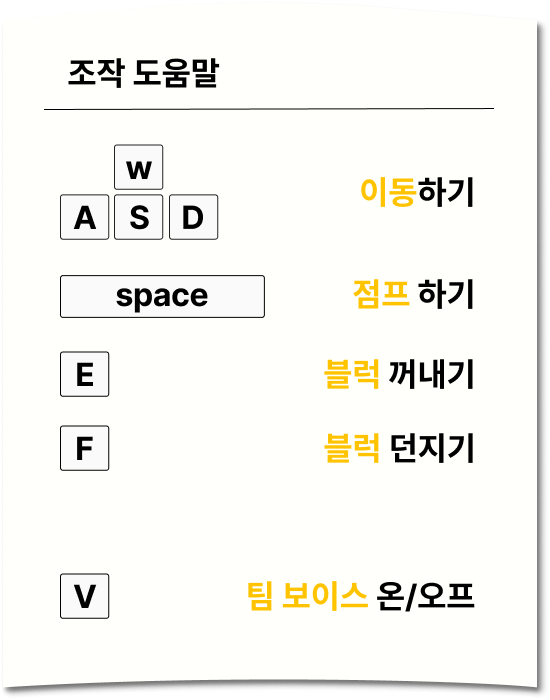 조작 도움말
w
A S D 이동하기
space 점프 하기
E 블럭 꺼내기
F 블럭 던지기
V 팀 보이스 온/오프